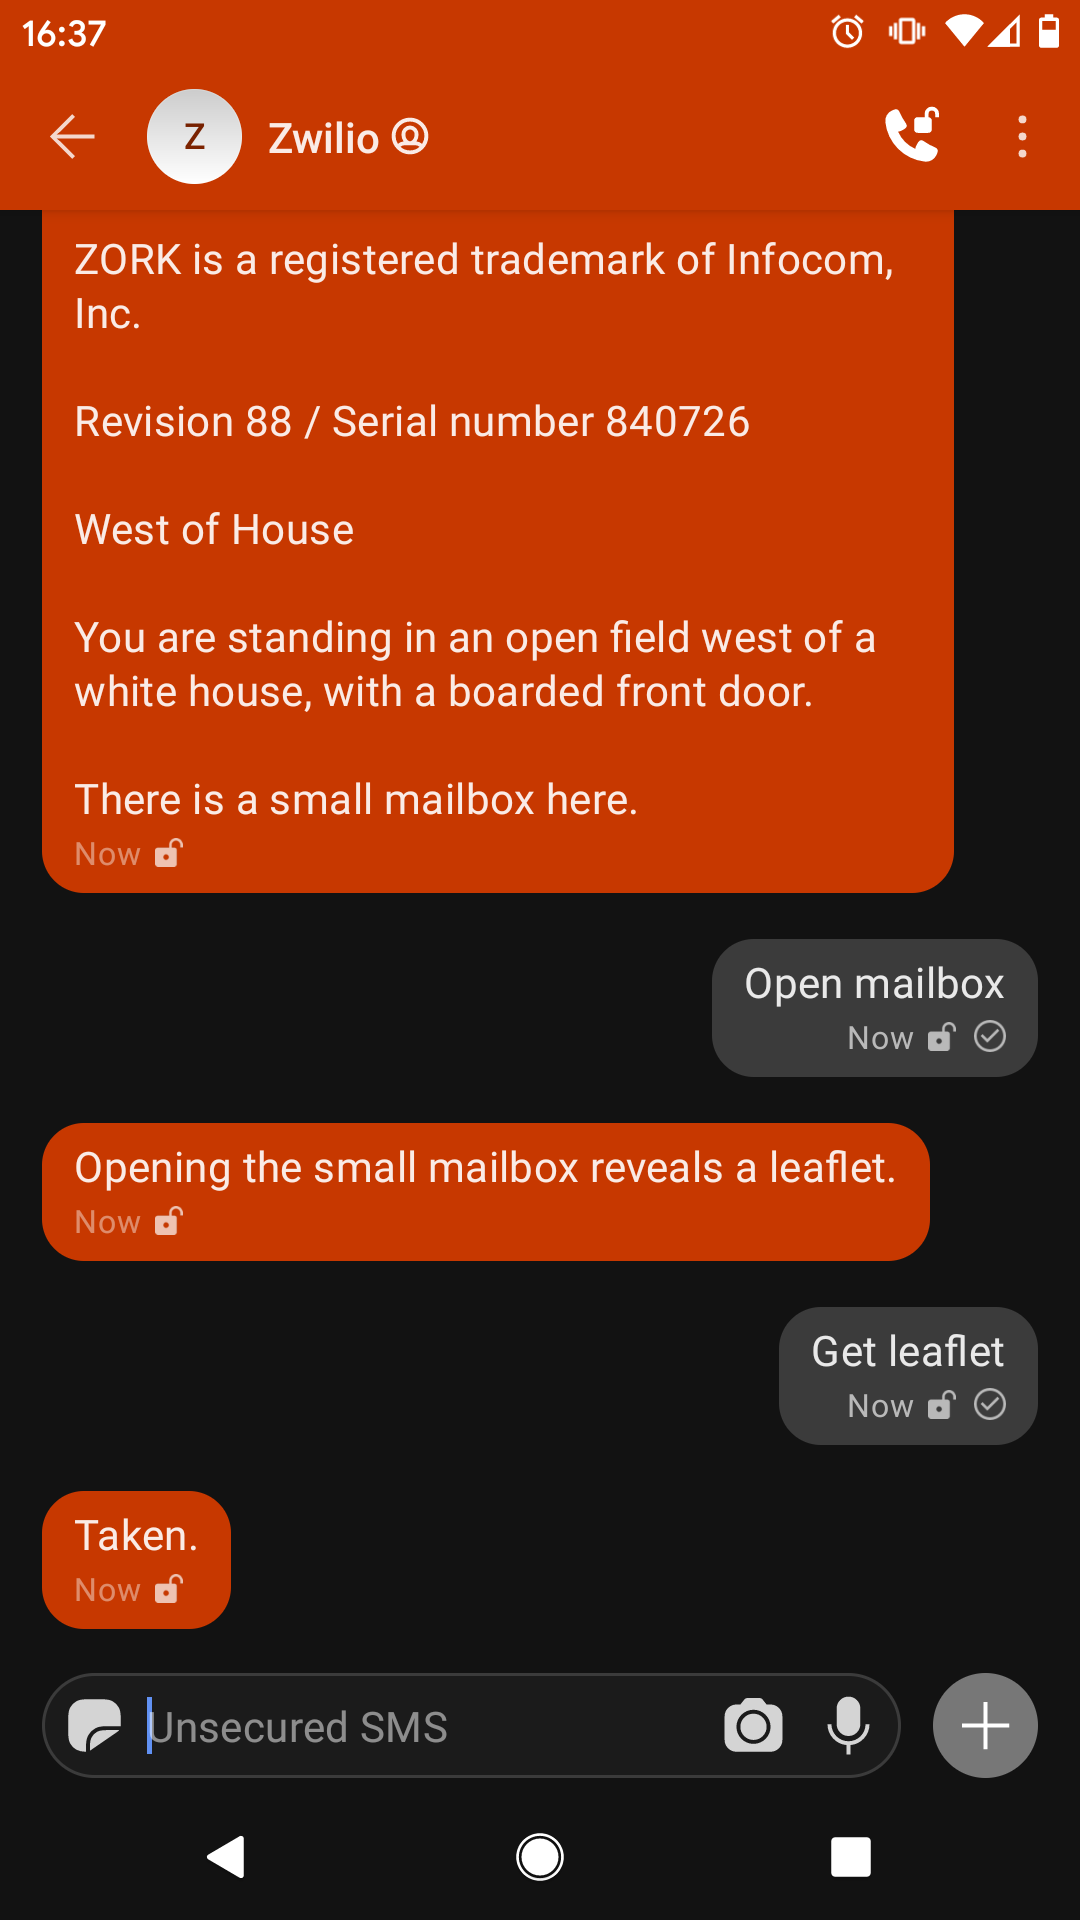 16:37
Z
Zwilio
ZORK is a registered trademark of Infocom,
Inc.
Revision 88 / Serial number 840726
West of House
You are standing in an open field west of a
white house, with a boarded front door.
There is a small mailbox here.
Now
Open mailbox
Now
Opening the small mailbox reveals a leaflet.
Now
Get leaflet
Now
Taken.
Now
Unsecured SMS